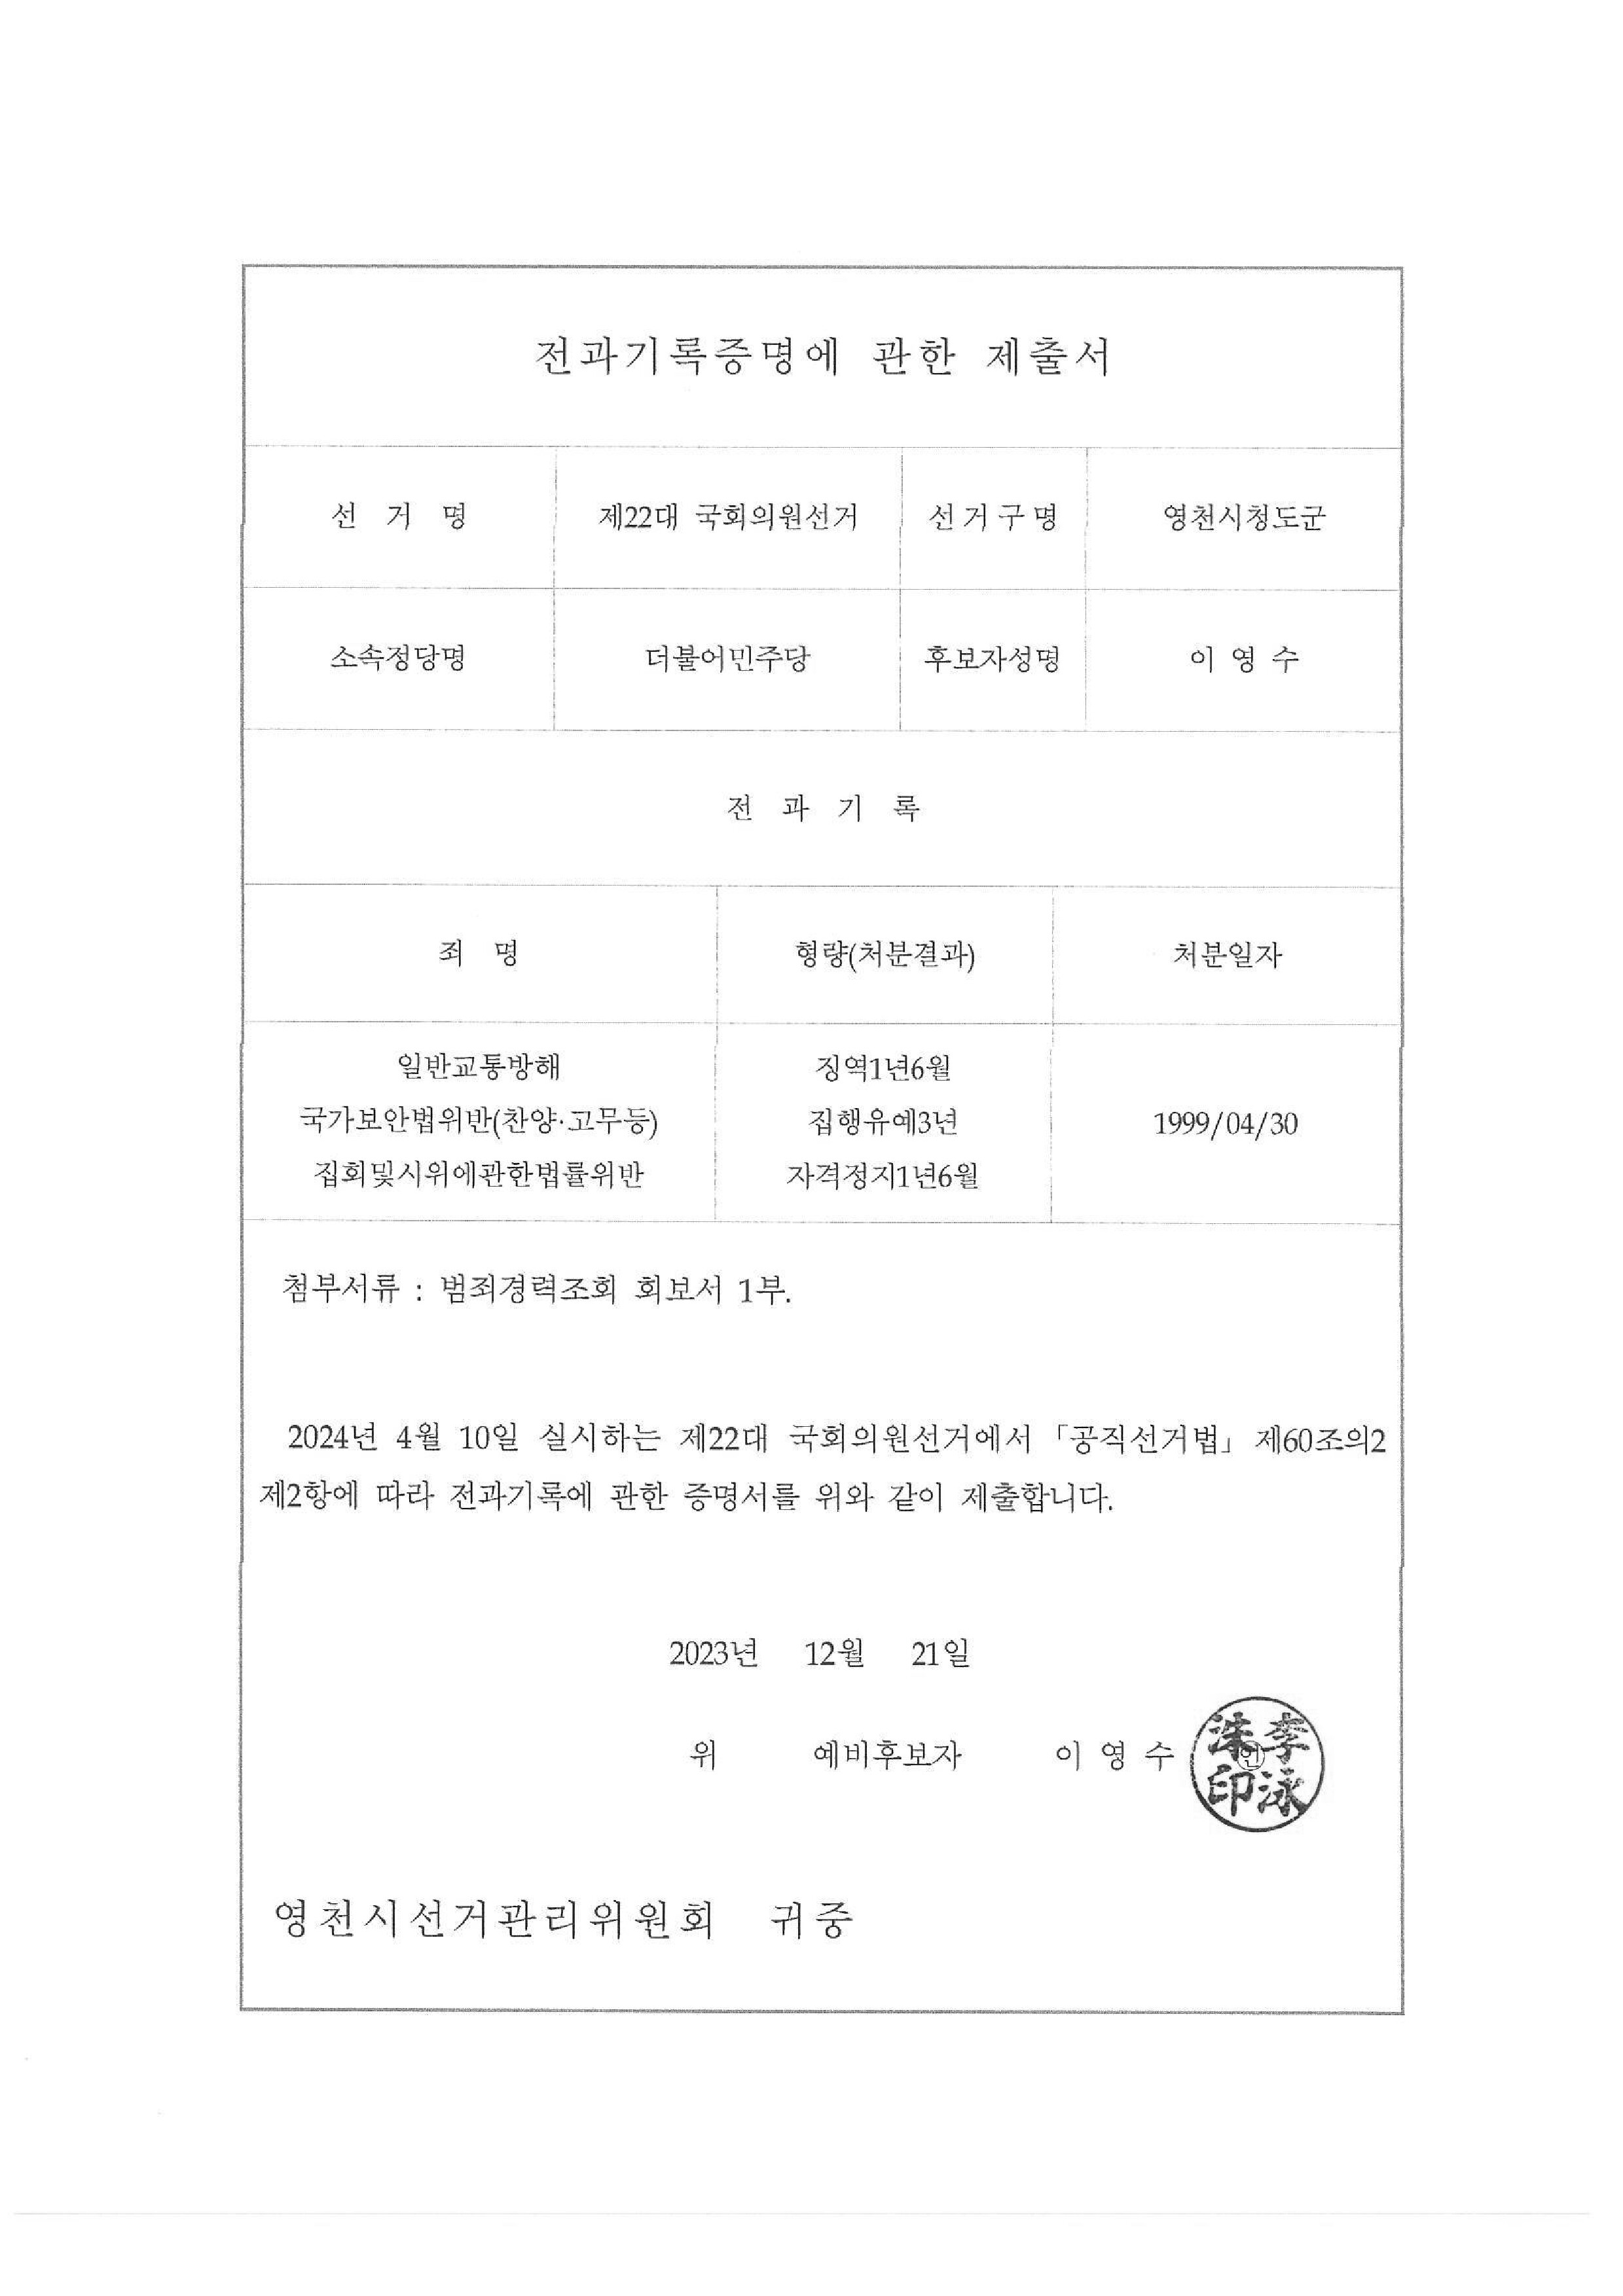 전과기록증명에 관한 제출서
선 거 명 제22대 국회의원선거 선거구명 영천시청도군
소속정당명 더불어민주당 후보자성명 이 영 수
전 과 기 록
죄 명 형량(처분결과) 처분일자
일반교통방해 징역1년6월
국가보안법위반(찬양·고무등) 집행유예3년 1999/04/30
집회및시위에관한법률위반 자격정지1년6월
첨부서류 : 범죄경력조회 회보서 1부.
2024년 4월 10일 실시하는 제22대 국회의원선거에서 「공직선거법」 제60조의2
제2항에 따라 전과기록에 관한 증명서를 위와 같이 제출합니다.
2023년 12월 21일
위 예비후보자 이 영 수 인
李泳洙印
영천시선거관리위원회 귀중